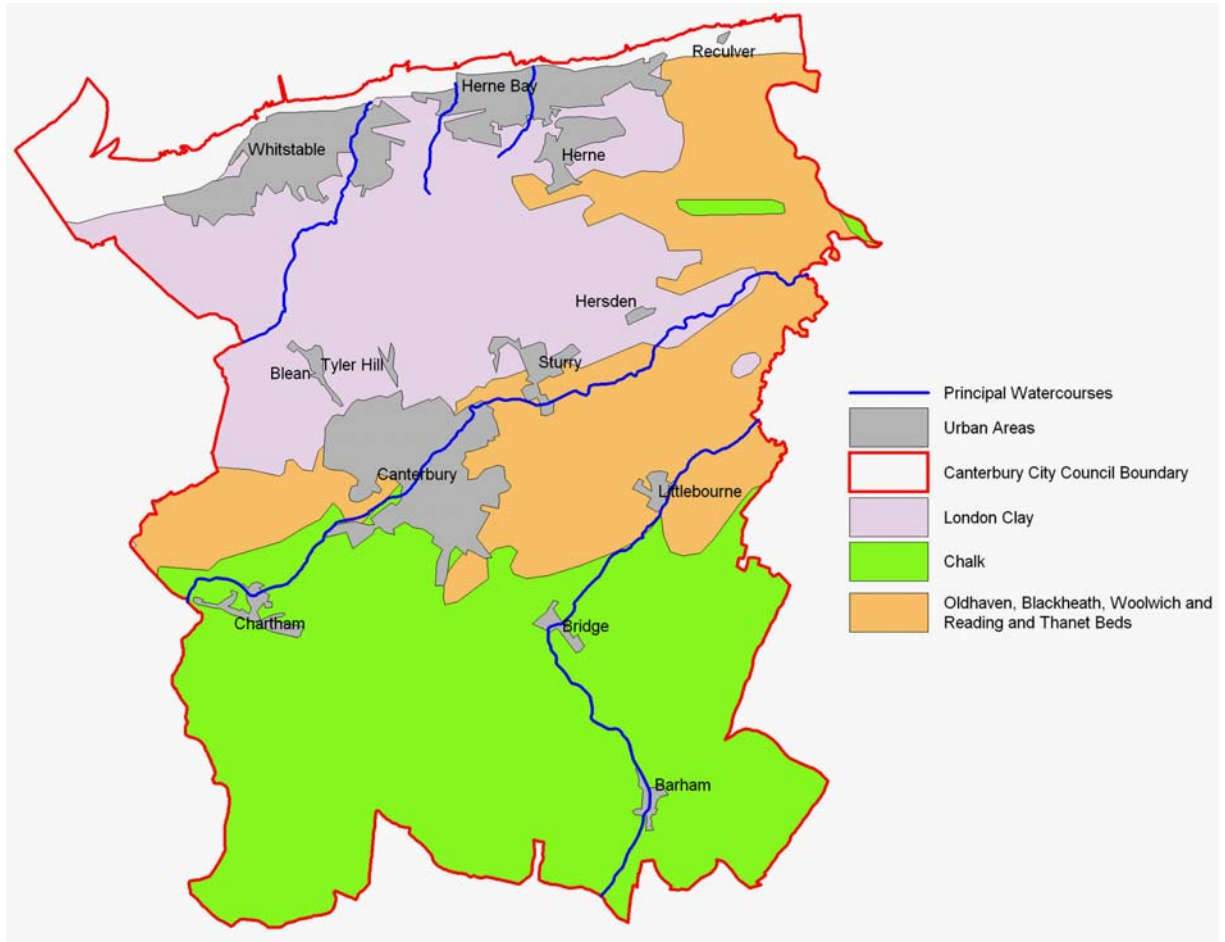 Reculver
Herne Bay
Whitstable
Herne
Hersden
Blean
Tyler Hill
Sturry
Canterbury
Littlebourne
Chartham
Bridge
Barham
Principal Watercourses
Urban Areas
Canterbury City Council Boundary
London Clay
Chalk
Oldhaven, Blackheath, Woolwich and
Reading and Thanet Beds